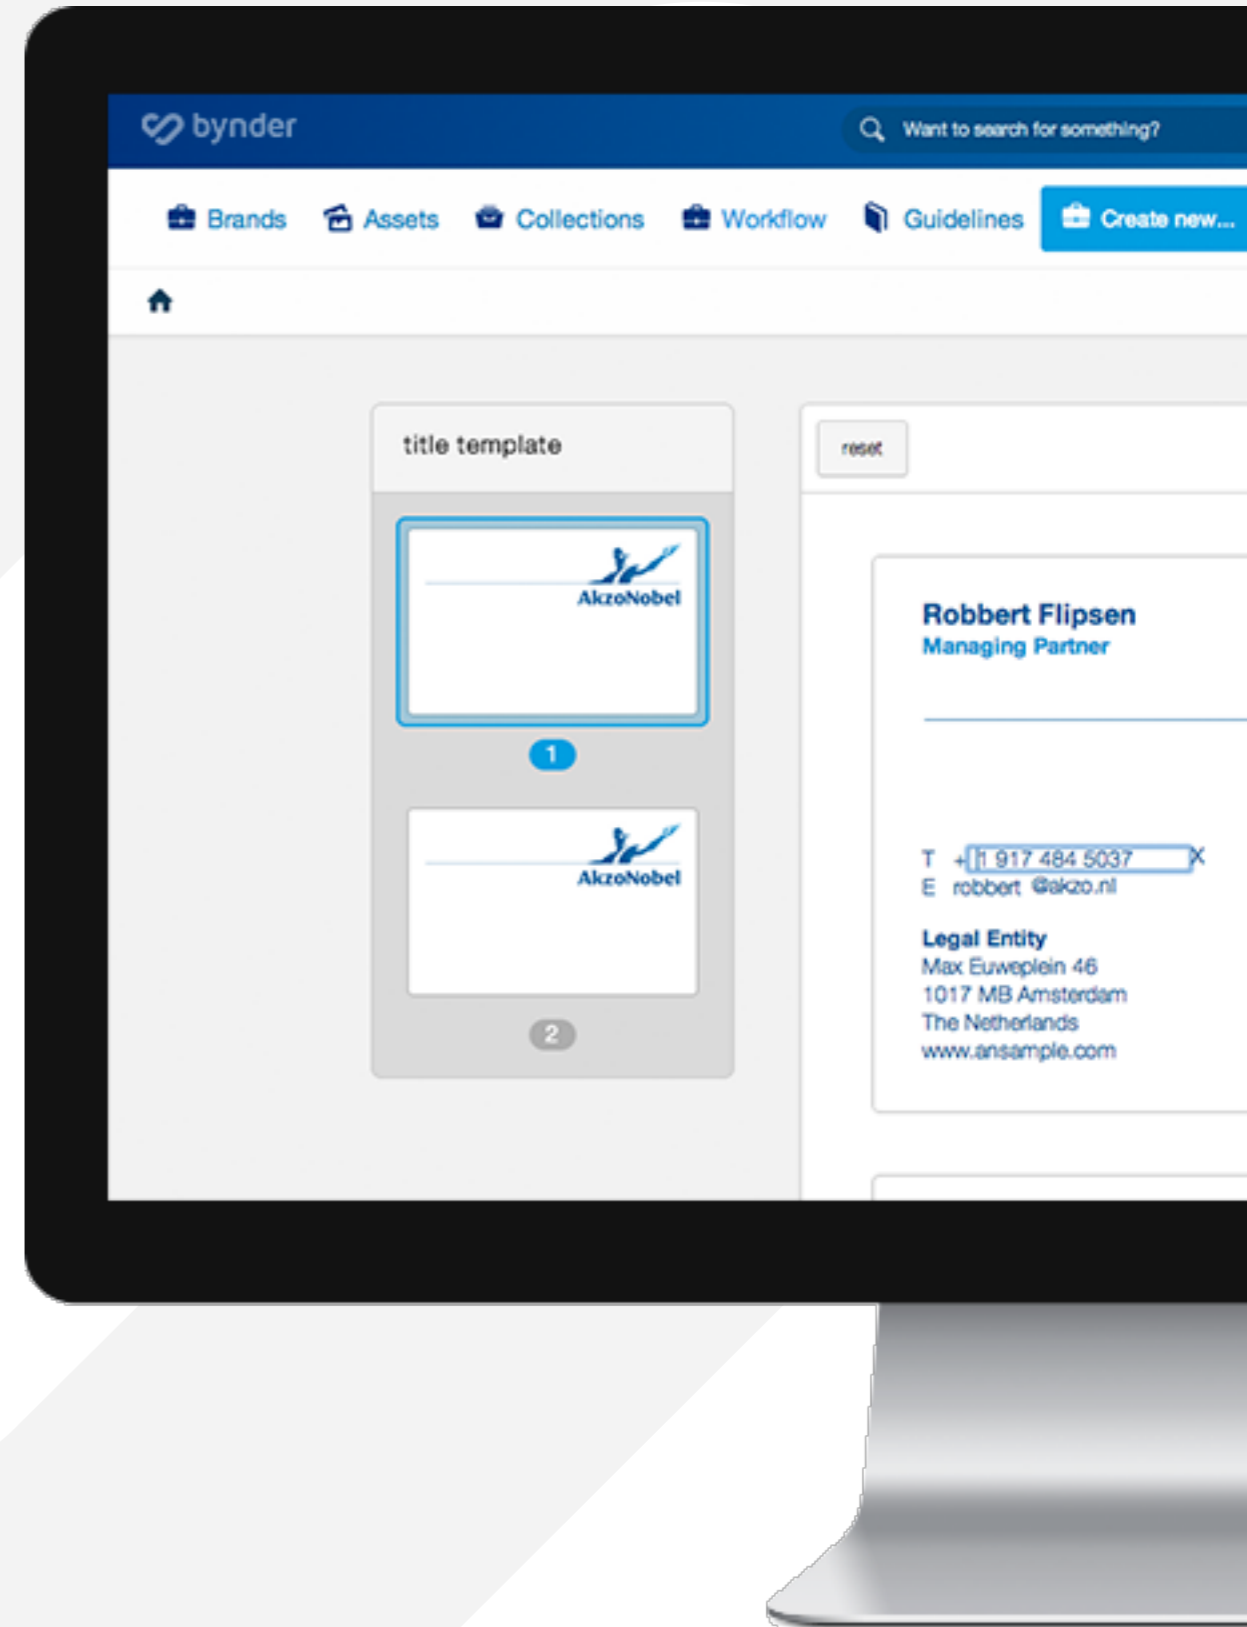 bynder
Want to search for something?
Brands Assets Collections Workflow Guidelines Create new...
title template
AkzoNobel
1
AkzoNobel
2
reset
Robbert Flipsen
Managing Partner
T +1 917 484 5037 X
E robbert @akzo.nl
Legal Entity
Max Euweplein 46
1017 MB Amsterdam
The Netherlands
www.ansample.com